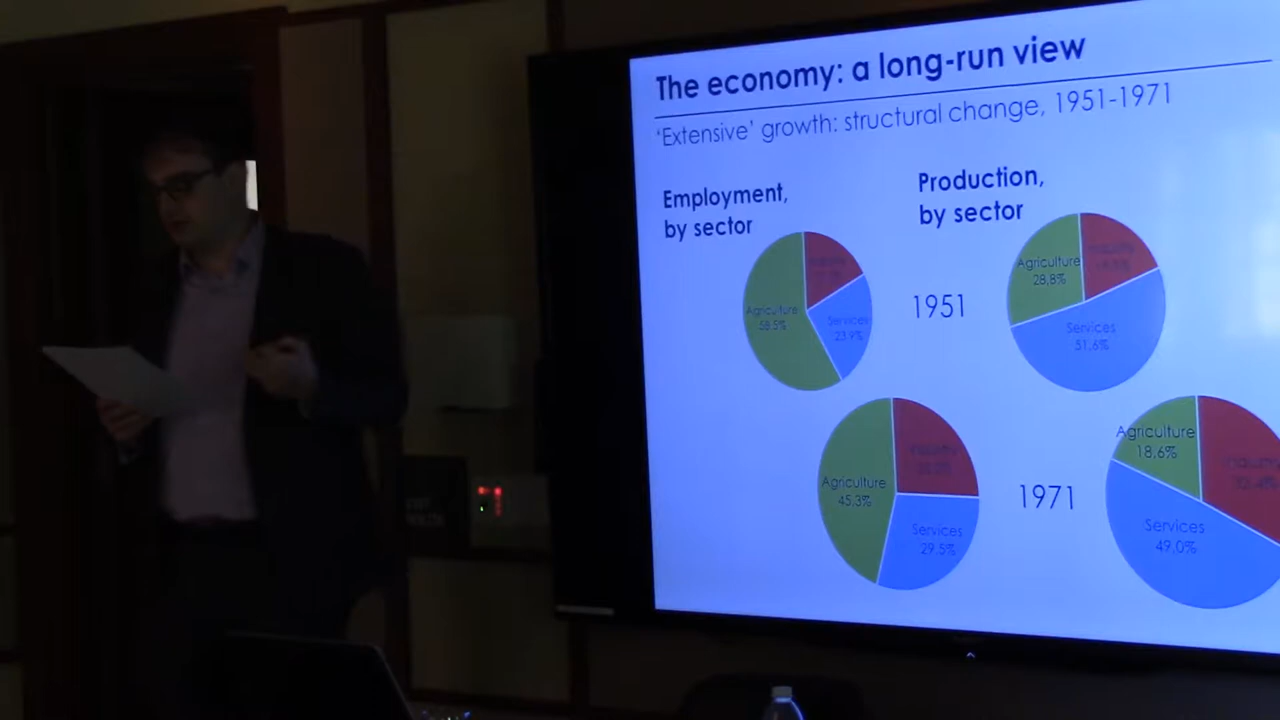 The economy: a long-run view
'Extensive' growth: structural change, 1951-1971
Employment,
by sector
Production,
by sector
Agriculture
58.5%
Services
23.9%
1951
Agriculture
28,8%
Industry
Services
51,6%
Agriculture
45,3%
Industry
Services
29.5%
1971
Agriculture
18,6%
Services
49,0%